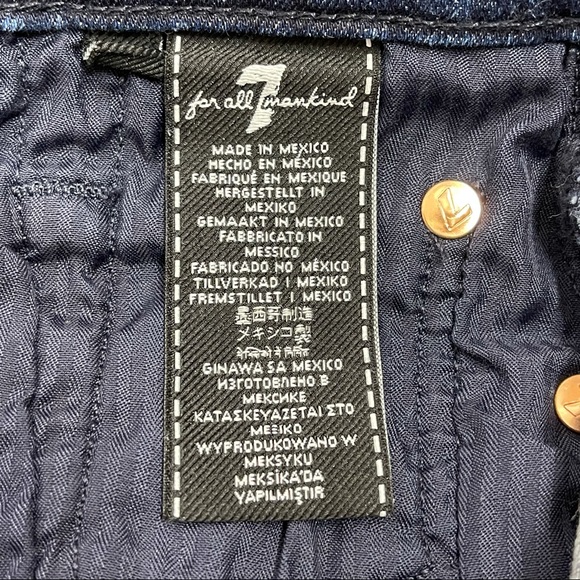 7
for all mankind
MADE IN MEXICO
HECHO EN MÉXICO
FABRIQUÉ EN MEXIQUE
HERGESTELLT IN
MEXIKO
GEMAAKT IN MEXICO
FABBRICATO IN
MESSICO
FABRICADO NO MÉXICO
TILLVERKAD I MEXIKO
FREMSTILLET I MEXICO
墨西哥制造
メキシコ製
GINAWA SA MEXICO
ИЗГОТОВЛЕНО В
МЕКСИКЕ
ΚΑΤΑΣΚΕΥΑΖΕΤΑΙ ΣΤΟ
ΜΕΞΙΚΟ
WYPRODUKOWANO W
MEKSYKU
MEKSİKA'DA
YAPILMIŞTIR